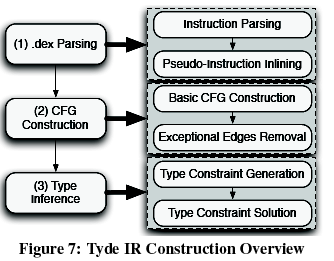 (1) .dex Parsing
Instruction Parsing
Pseudo-Instruction Inlining
(2) CFG
Construction
Basic CFG Construction
Exceptional Edges Removal
(3) Type
Inference
Type Constraint Generation
Type Constraint Solution
Figure 7: Tyde IR Construction Overview